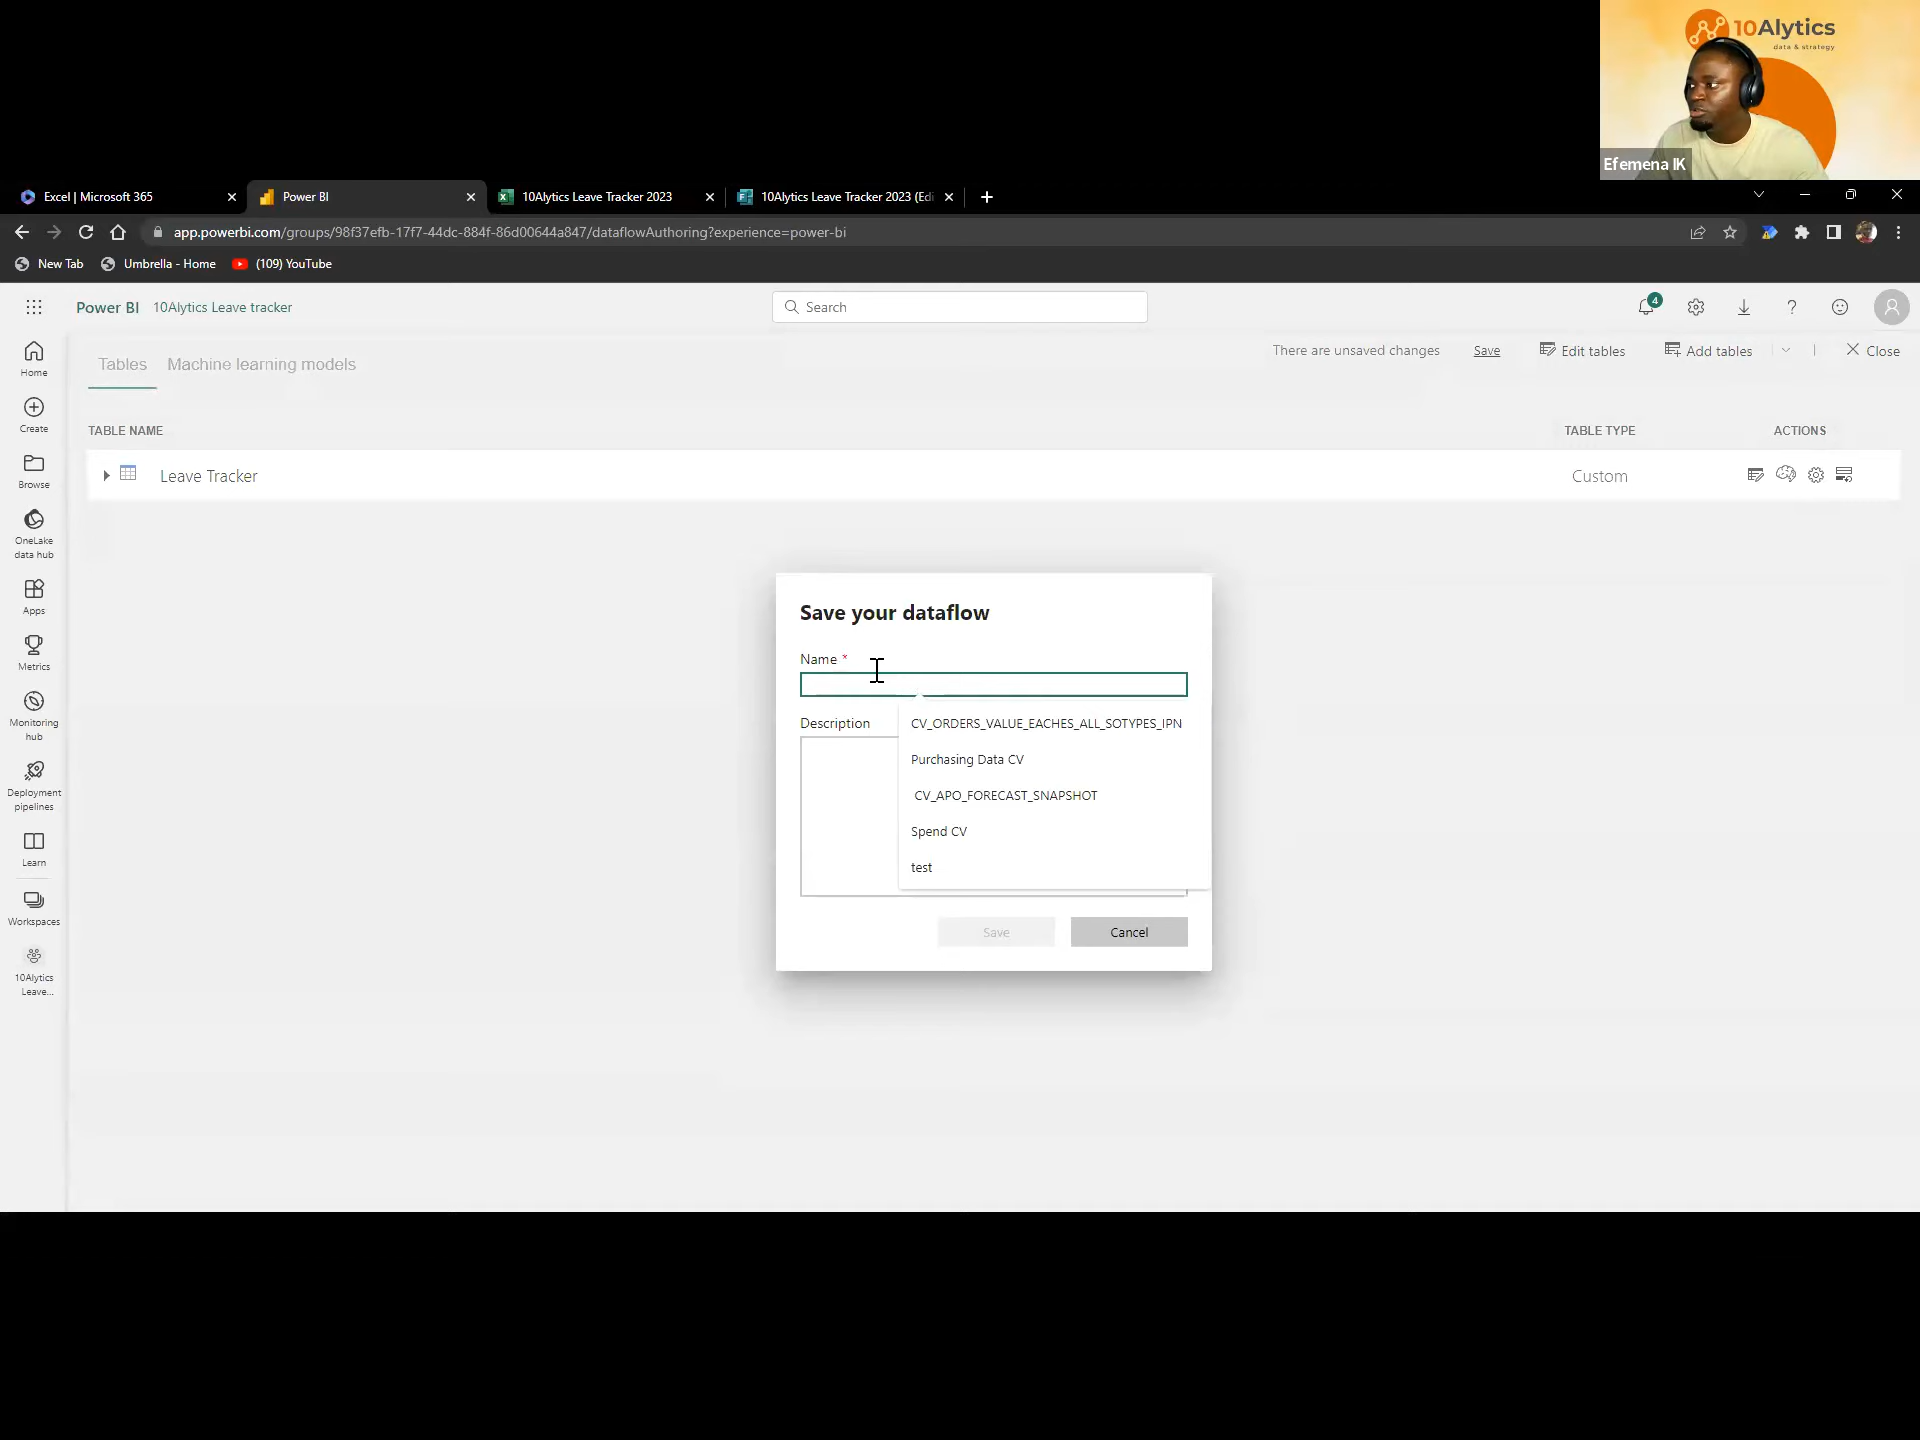 10Alytics
data & strategy
Efemena IK
Excel | Microsoft 365
Power BI
10Alytics Leave Tracker 2023
10Alytics Leave Tracker 2023 (Edi
app.powerbi.com/groups/98f37efb-17f7-44dc-884f-86d00644a847/dataflowAuthoring?experience=power-bi
New Tab
Umbrella - Home
(109) YouTube
Power BI
10Alytics Leave tracker
Search
4
Home
Create
Browse
OneLake
data hub
Apps
Metrics
Monitoring
hub
Deployment
pipelines
Learn
Workspaces
10Alytics
Leave...
Tables
Machine learning models
There are unsaved changes
Save
Edit tables
Add tables
Close
TABLE NAME
TABLE TYPE
ACTIONS
Leave Tracker
Custom
Save your dataflow
Name *
Description
CV_ORDERS_VALUE_EACHES_ALL_SOTYPES_IPN
Purchasing Data CV
CV_APO_FORECAST_SNAPSHOT
Spend CV
test
Save
Cancel